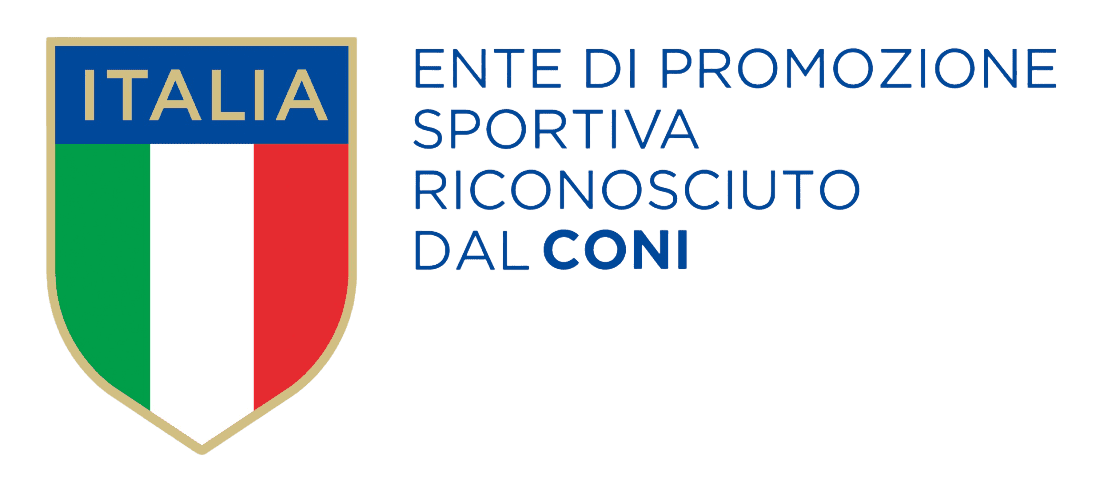 ITALIA
ENTE DI PROMOZIONE
SPORTIVA
RICONOSCIUTO
DAL CONI